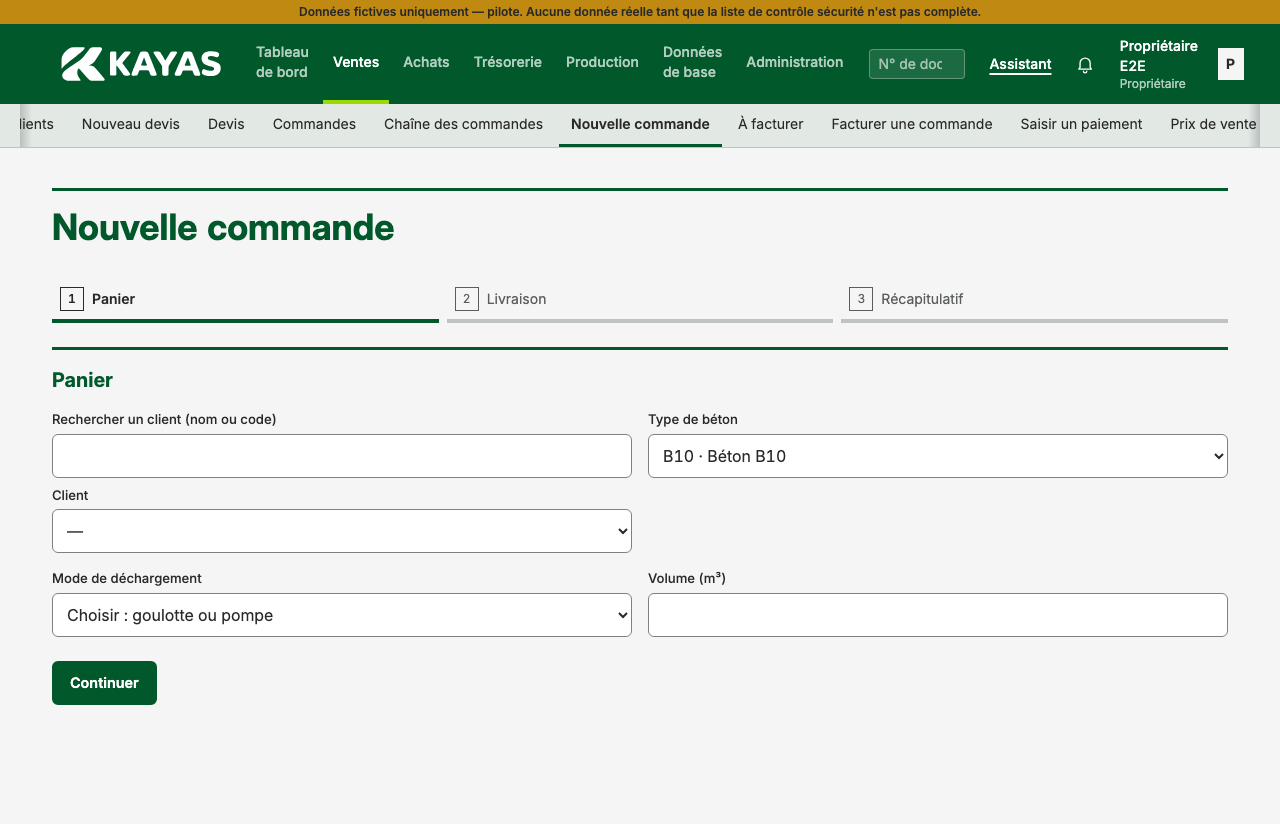 Données fictives uniquement — pilote. Aucune donnée réelle tant que la liste de contrôle sécurité n'est pas complète.
KAYAS
Tableau de bord
Ventes
Achats
Trésorerie
Production
Données de base
Administration
N° de doc
Assistant
Propriétaire E2E
Propriétaire
P
Nouveau devis
Devis
Commandes
Chaîne des commandes
Nouvelle commande
À facturer
Facturer une commande
Saisir un paiement
Prix de vente
Nouvelle commande
1 Panier
2 Livraison
3 Récapitulatif
Panier
Rechercher un client (nom ou code)
Type de béton
B10 · Béton B10
Client
—
Mode de déchargement
Volume (m³)
Choisir : goulotte ou pompe
Continuer